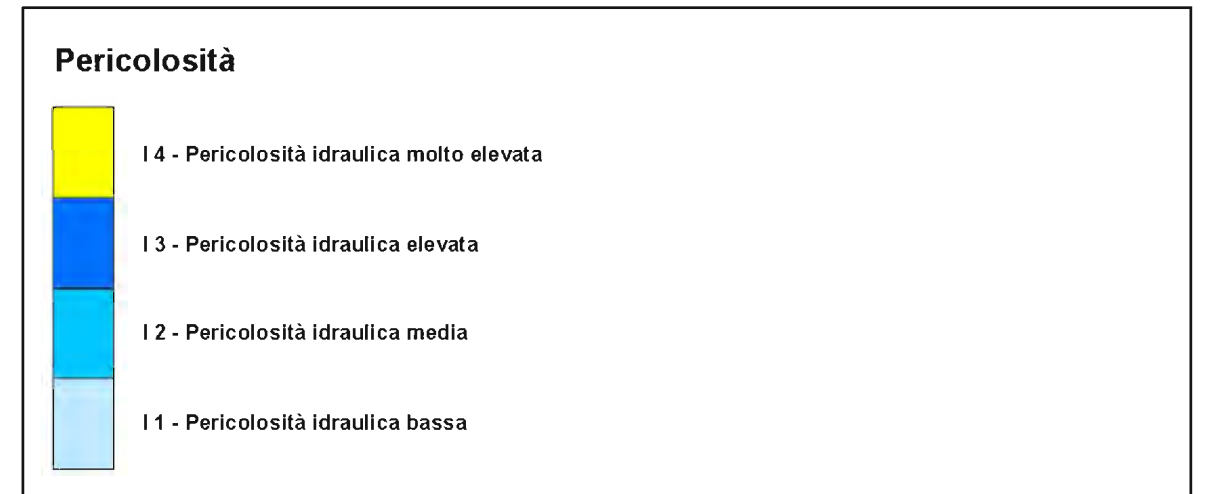 Pericolosità
I 4 - Pericolosità idraulica molto elevata
I 3 - Pericolosità idraulica elevata
I 2 - Pericolosità idraulica media
I 1 - Pericolosità idraulica bassa